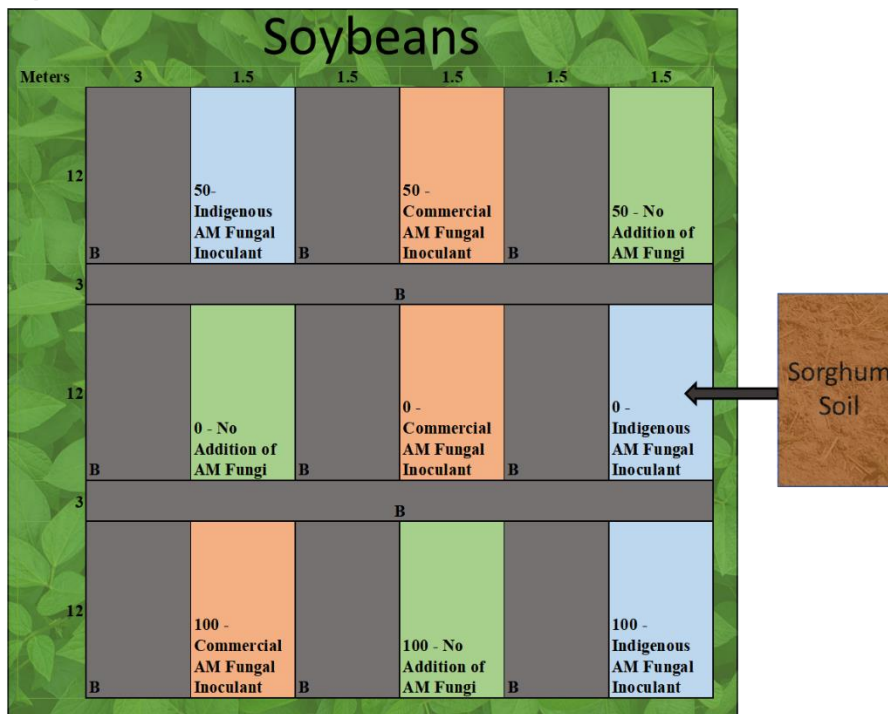 Soybeans
Meters 3 1.5 1.5 1.5 1.5 1.5
12
50-
Indigenous
AM Fungal
Inoculant
50 -
Commercial
AM Fungal
Inoculant
50 - No
Addition of
AM Fungi
B B B
3
B
12
0 - No
Addition of
AM Fungi
0 -
Commercial
AM Fungal
Inoculant
0 -
Indigenous
AM Fungal
Inoculant
B B B
Sorghum
Soil
3
B
12
100 -
Commercial
AM Fungal
Inoculant
100 - No
Addition of
AM Fungi
100 -
Indigenous
AM Fungal
Inoculant
B B B